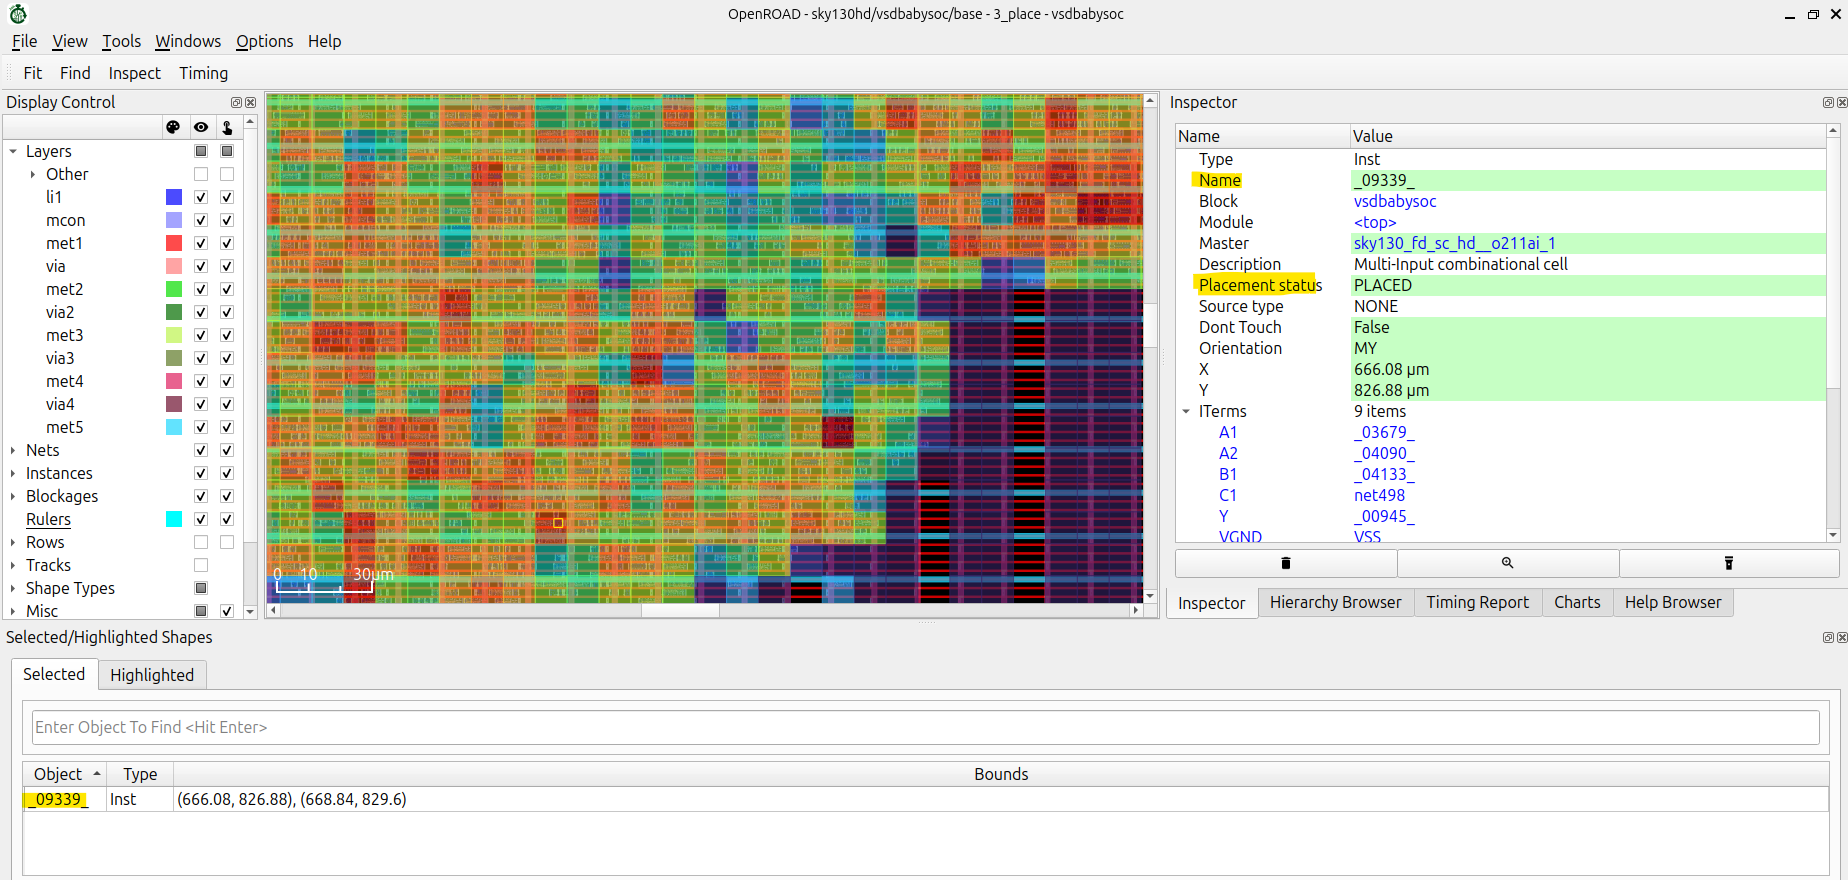 OpenROAD - sky130hd/vsdbabysoc/base - 3_place - vsdbabysoc
File View Tools Windows Options Help
Fit Find Inspect Timing
Display Control
Layers
Other
li1
mcon
met1
via
met2
via2
met3
via3
met4
via4
met5
Nets
Instances
Blockages
Rulers
Rows
Tracks
Shape Types
Misc
0 10 30μm
Inspector
Name Value
Type Inst
Name _09339_
Block vsdbabysoc
Module <top>
Master sky130_fd_sc_hd__o211ai_1
Description Multi-Input combinational cell
Placement status PLACED
Source type NONE
Dont Touch False
Orientation MY
X 666.08 μm
Y 826.88 μm
ITerms 9 items
A1 _03679_
A2 _04090_
B1 _04133_
C1 net498
Y _00945_
VGND VSS
Inspector Hierarchy Browser Timing Report Charts Help Browser
Selected/Highlighted Shapes
Selected Highlighted
Enter Object To Find <Hit Enter>
Object Type Bounds
_09339_ Inst (666.08, 826.88), (668.84, 829.6)